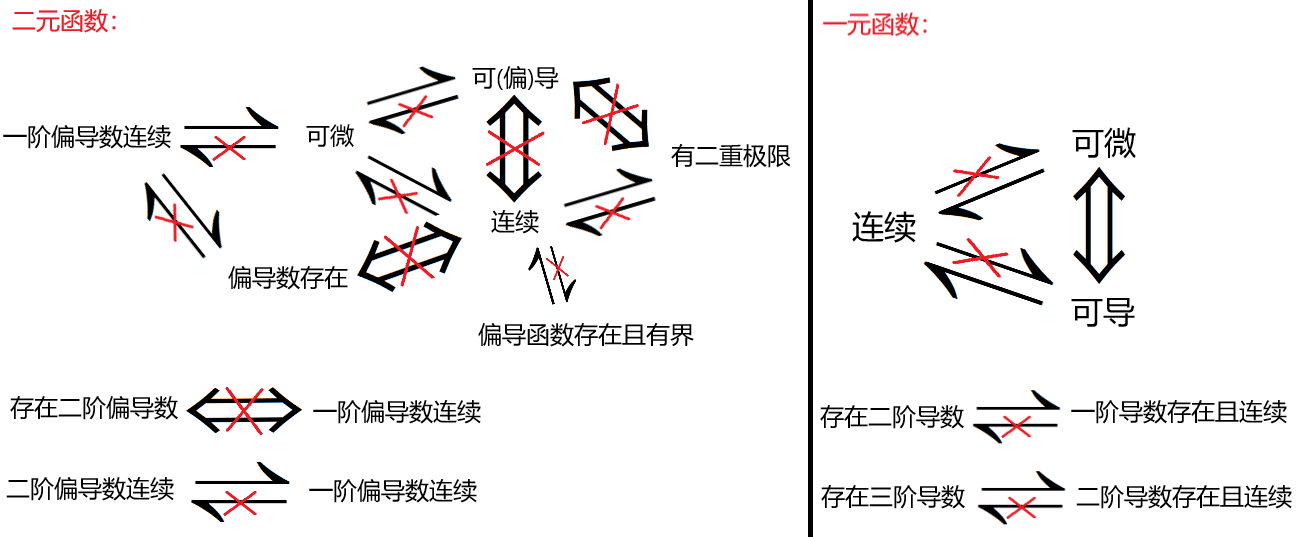 二元函数：
一阶偏导数连续
可微
可(偏)导
有二重极限
连续
偏导数存在
偏导函数存在且有界
存在二阶偏导数
一阶偏导数连续
二阶偏导数连续
一阶偏导数连续
一元函数：
可微
连续
可导
存在二阶导数
一阶导数存在且连续
存在三阶导数
二阶导数存在且连续